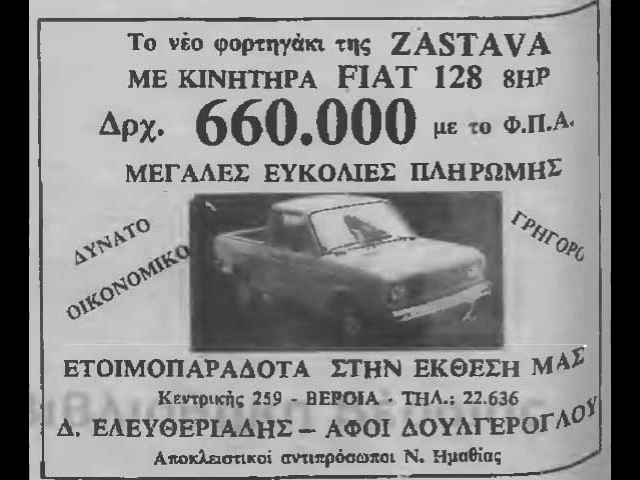 Το νέο φορτηγάκι της ZASTAVA
ΜΕ ΚΙΝΗΤΗΡΑ FIAT 128 8HP
Δρχ. 660.000 με το Φ.Π.Α.
ΜΕΓΑΛΕΣ ΕΥΚΟΛΙΕΣ ΠΛΗΡΩΜΗΣ
ΔΥΝΑΤΟ
ΟΙΚΟΝΟΜΙΚΟ
ΓΡΗΓΟΡΟ
ΕΤΟΙΜΟΠΑΡΑΔΟΤΑ ΣΤΗΝ ΕΚΘΕΣΗ ΜΑΣ
Κεντρικής 259 - ΒΕΡΟΙΑ - ΤΗΛ.: 22.636
Δ. ΕΛΕΥΘΕΡΙΑΔΗΣ – ΑΦΟΙ ΔΟΥΛΓΕΡΟΓΛΟΥ
Αποκλειστικοί αντιπρόσωποι Ν. Ημαθίας